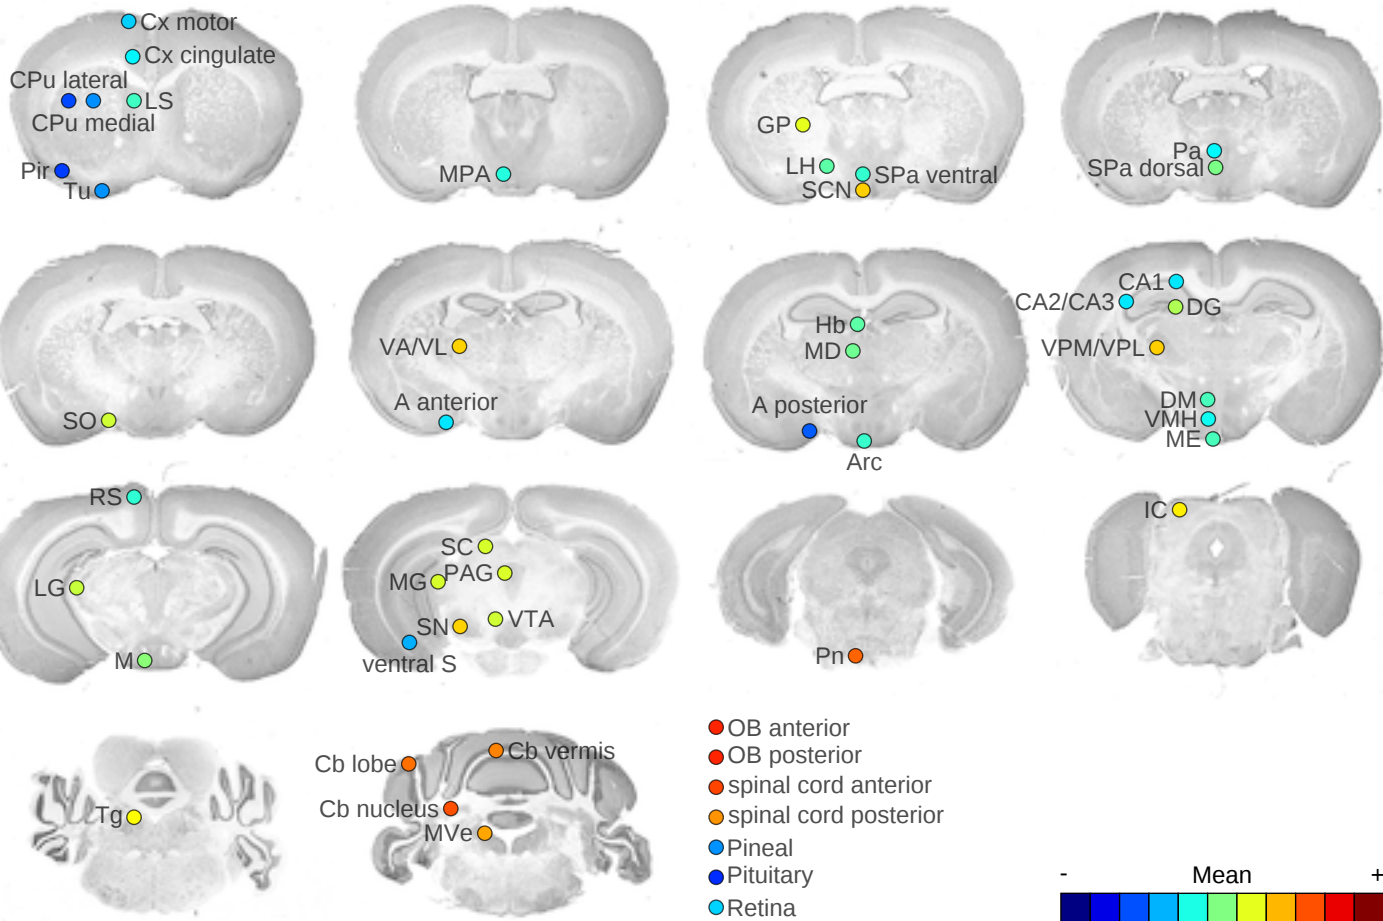 Cx motor
Cx cingulate
CPu lateral
LS
CPu medial
Pir
Tu
MPA
GP
LH
SPa ventral
SCN
Pa
SPa dorsal
SO
VA/VL
A anterior
Hb
MD
A posterior
Arc
CA1
CA2/CA3
DG
VPM/VPL
DM
VMH
ME
RS
LG
M
SC
PAG
MG
VTA
SN
ventral S
Pn
IC
Tg
Cb vermis
Cb lobe
Cb nucleus
MVe
OB anterior
OB posterior
spinal cord anterior
spinal cord posterior
Pineal
Pituitary
Retina
- Mean +